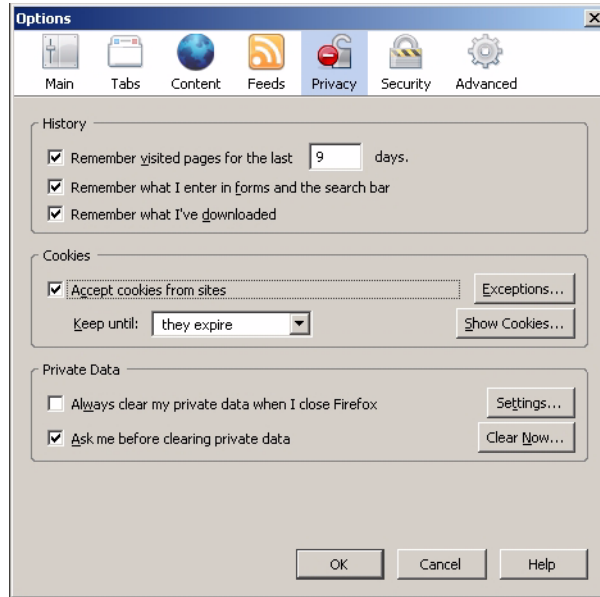 Options
Main Tabs Content Feeds Privacy Security Advanced
History
Remember visited pages for the last 9 days.
Remember what I enter in forms and the search bar
Remember what I've downloaded
Cookies
Accept cookies from sites Exceptions...
Keep until: they expire Show Cookies...
Private Data
Always clear my private data when I close Firefox Settings...
Ask me before clearing private data Clear Now...
OK Cancel Help